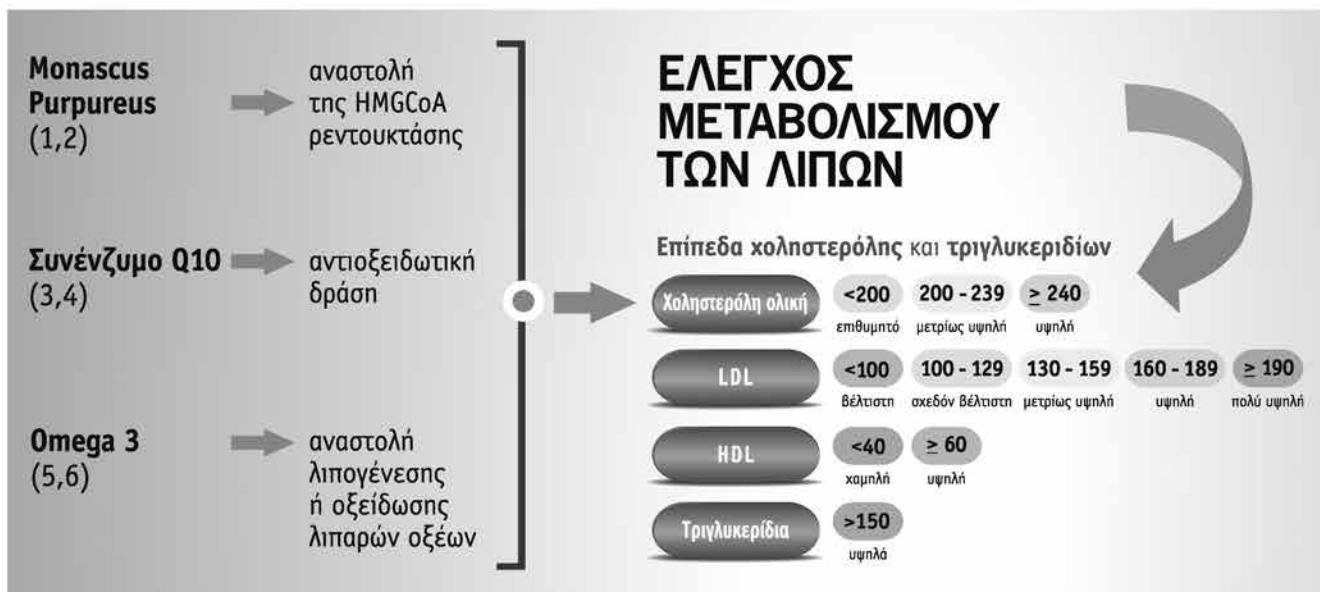 Monascus
Purpureus
(1,2)
αναστολή
της HMGCoA
ρεντουκτάσης
Συνένζυμο Q10
(3,4)
αντιοξειδωτική
δράση
Omega 3
(5,6)
αναστολή
λιπογένεσης
ή οξείδωσης
λιπαρών οξέων
ΕΛΕΓΧΟΣ
ΜΕΤΑΒΟΛΙΣΜΟΥ
ΤΩΝ ΛΙΠΩΝ
Επίπεδα χοληστερόλης και τριγλυκεριδίων
Χοληστερόλη ολική <200 200 - 239 ≥ 240
επιθυμητό μετρίως υψηλή υψηλή
LDL <100 100 - 129 130 - 159 160 - 189 ≥ 190
βέλτιστη σχεδόν βέλτιστη μετρίως υψηλή υψηλή πολύ υψηλή
HDL <40 ≥ 60
χαμηλή υψηλή
Τριγλυκερίδια >150
υψηλά